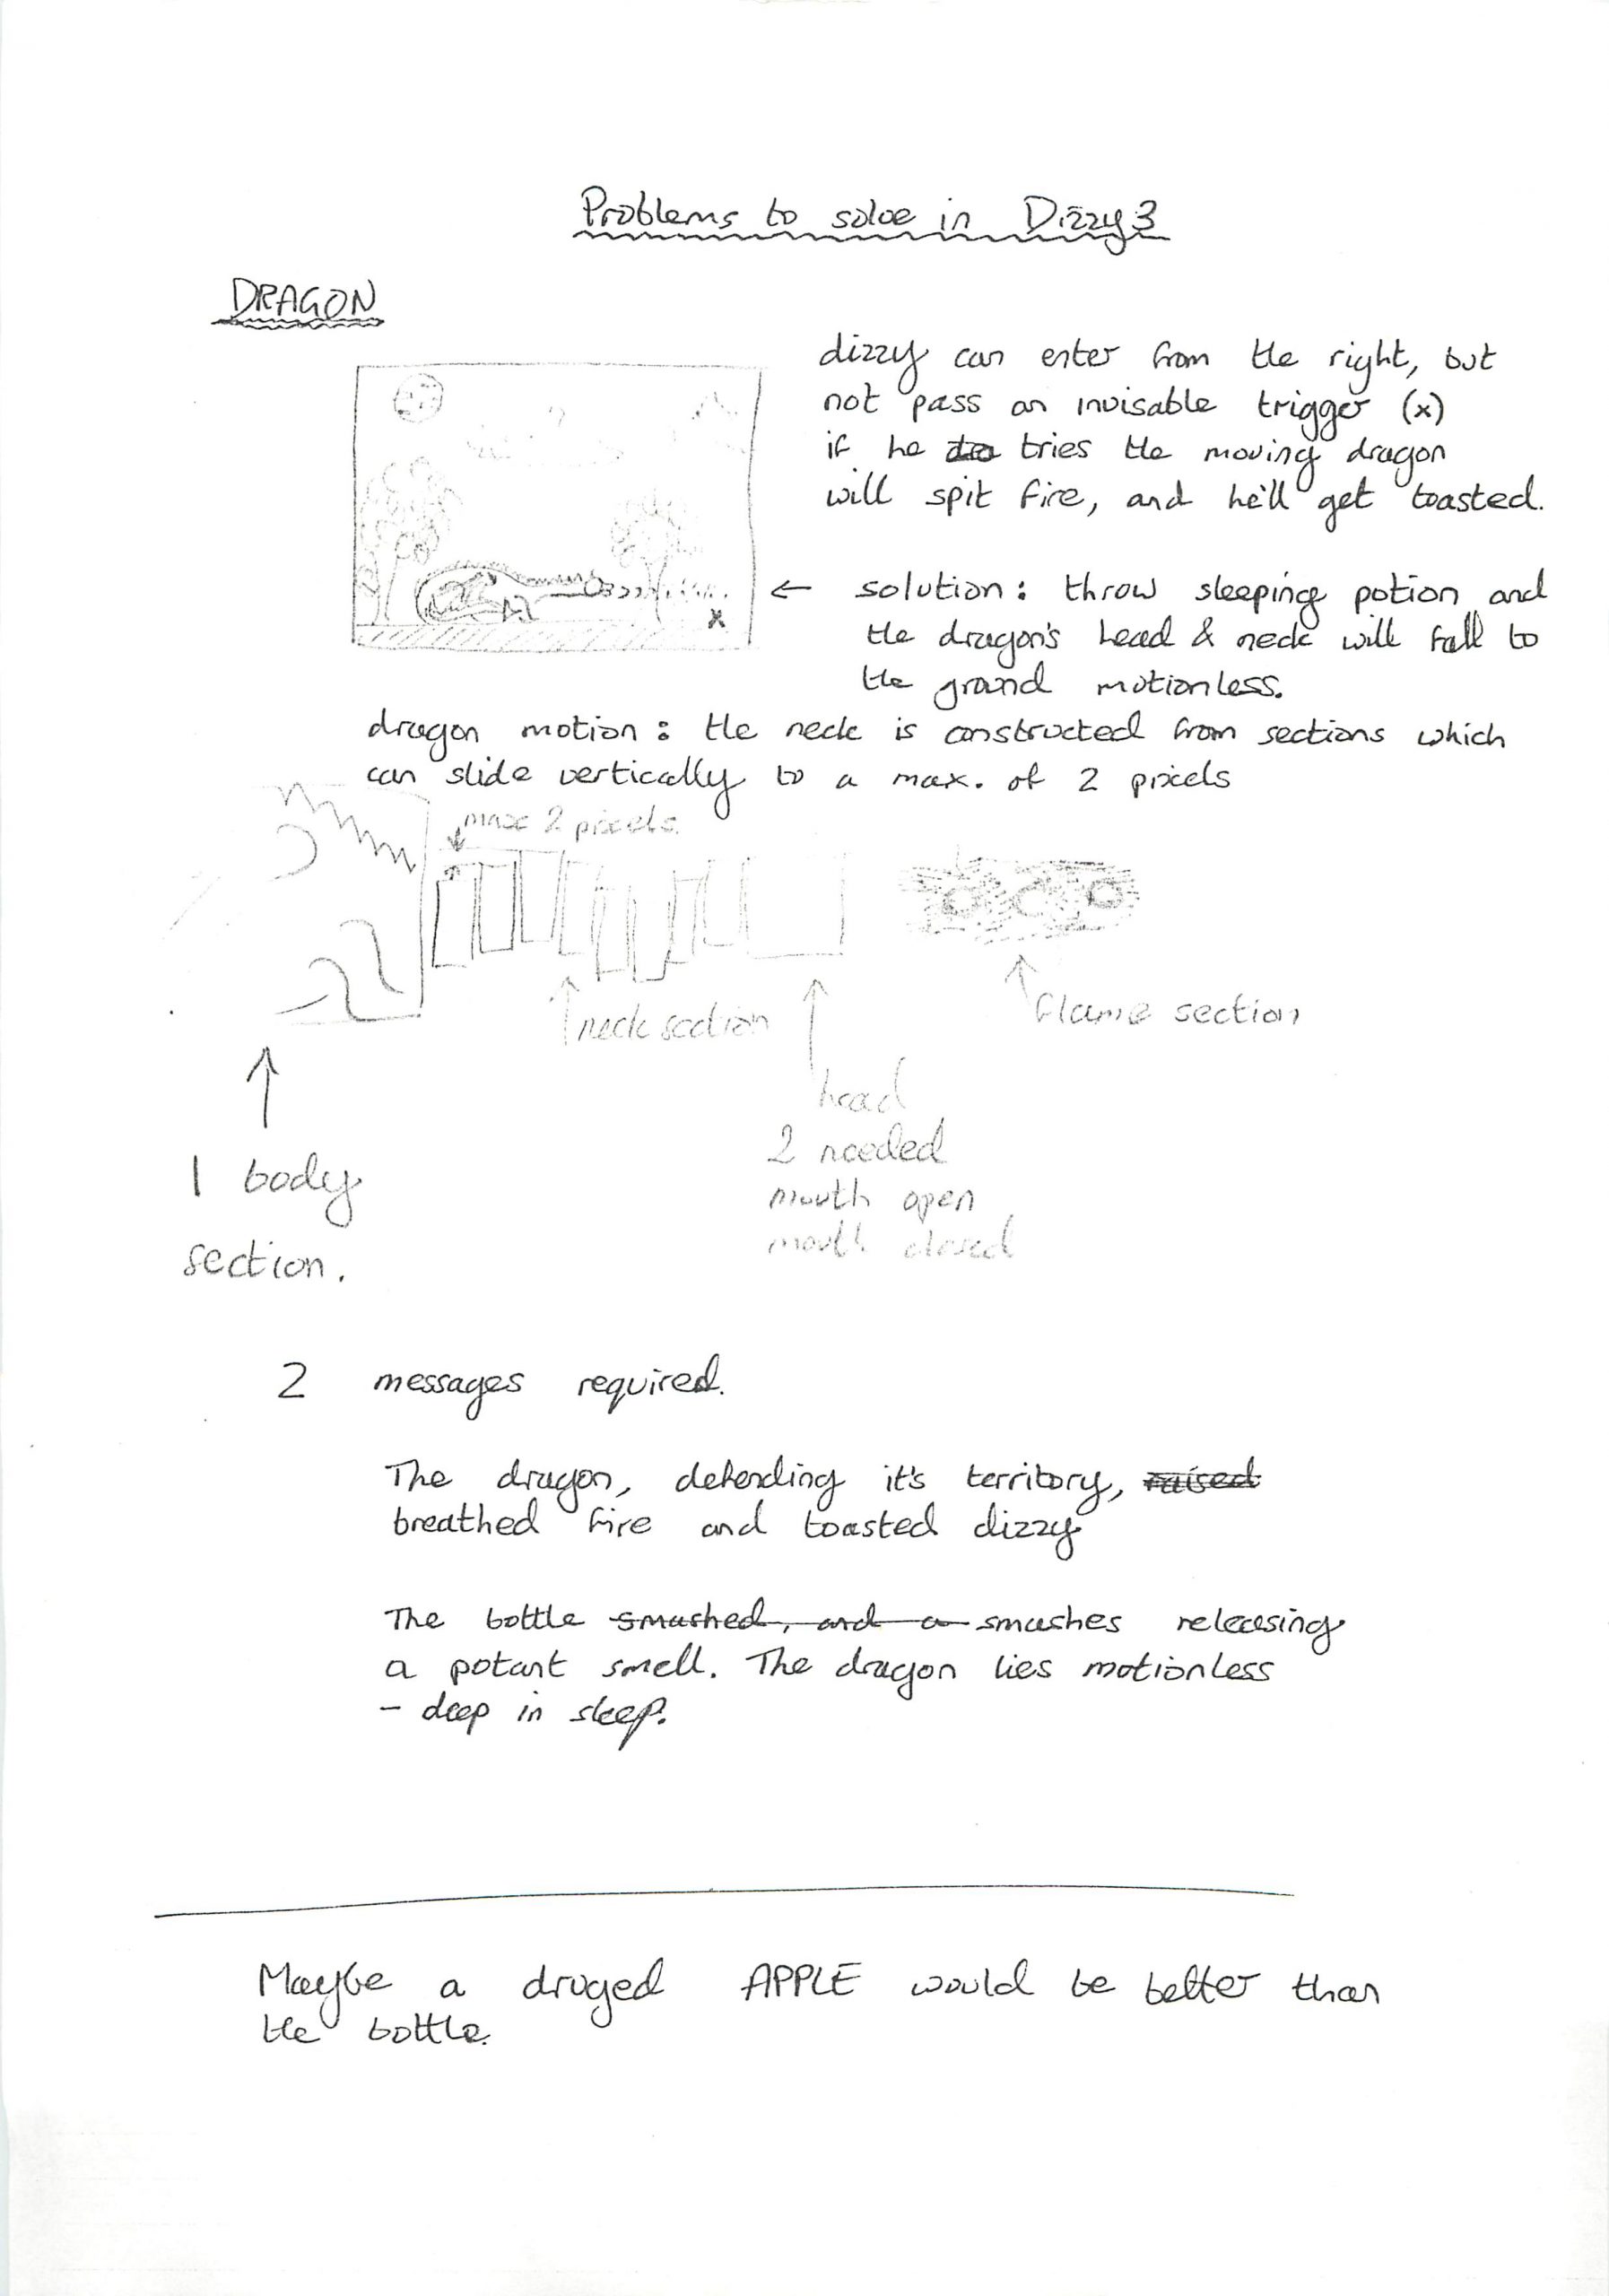 Problems to solve in Dizzy 3
DRAGON
dizzy can enter from the right, but
not pass an invisable trigger (x)
if he do tries the moving dragon
will spit fire, and he'll get toasted.
x
← solution: throw sleeping potion and
the dragon's head & neck will fall to
the grand motionless.
dragon motion: the neck is constructed from sections which
can slide vertically to a max. of 2 pixels
max 2 pixels.
neck section
flame section
head
2 needed
mouth open
mouth closed
1 body
section.
2 messages required.
The dragon, defending it's territory, raised
breathed fire and toasted dizzy
The bottle smashed, and a smashes releasing
a potant smell. The dragon lies motionless
- deep in sleep.
Maybe a druged APPLE would be better than
the bottle.